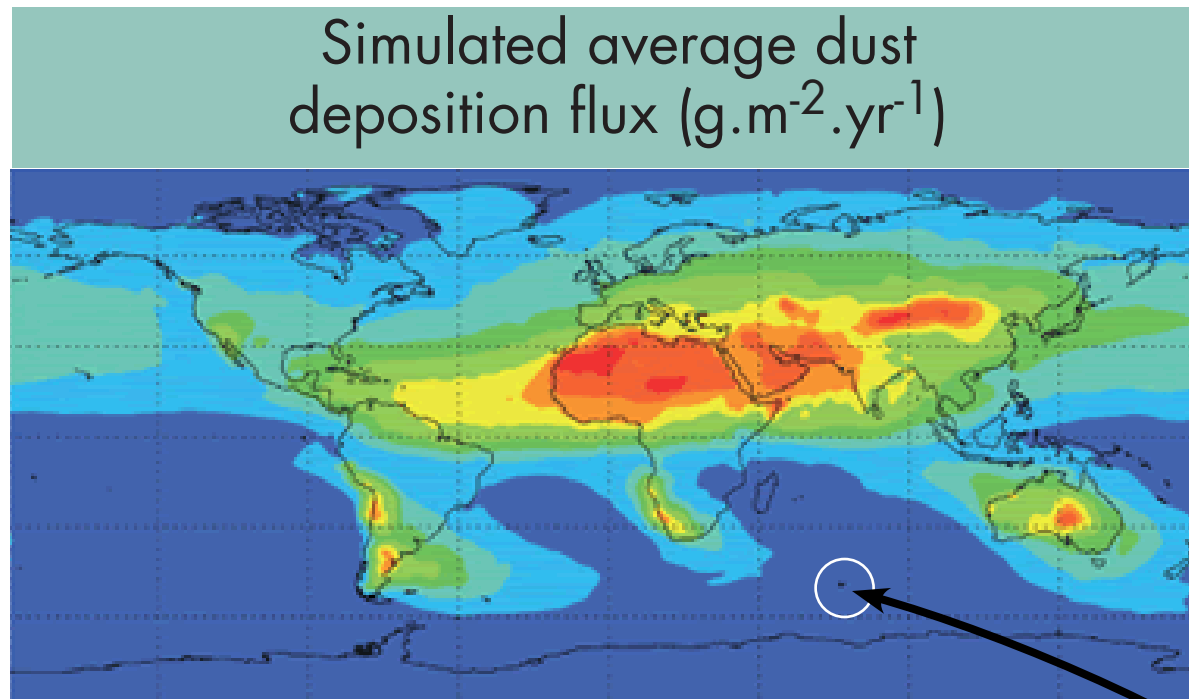 Simulated average dust
deposition flux (g.m⁻².yr⁻¹)